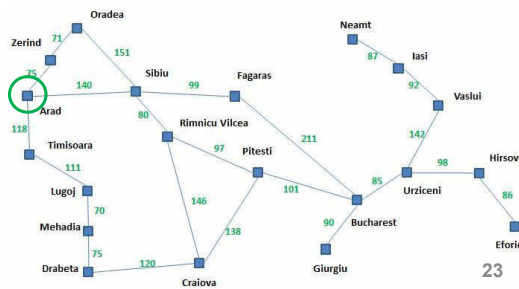 Oradea
Neamt
71
Zerind
87
Iasi
151
75
92
Sibiu
Fagaras
140
99
Vaslui
Arad
80
118
Rimnicu Vilcea
Timisoara
211
142
97
Pitesti
Hirsov
111
98
Lugoj
101
85
Urziceni
86
70
146
Mehadia
90
Bucharest
138
Eforie
75
120
Giurgiu
23
Drabeta
Craiova